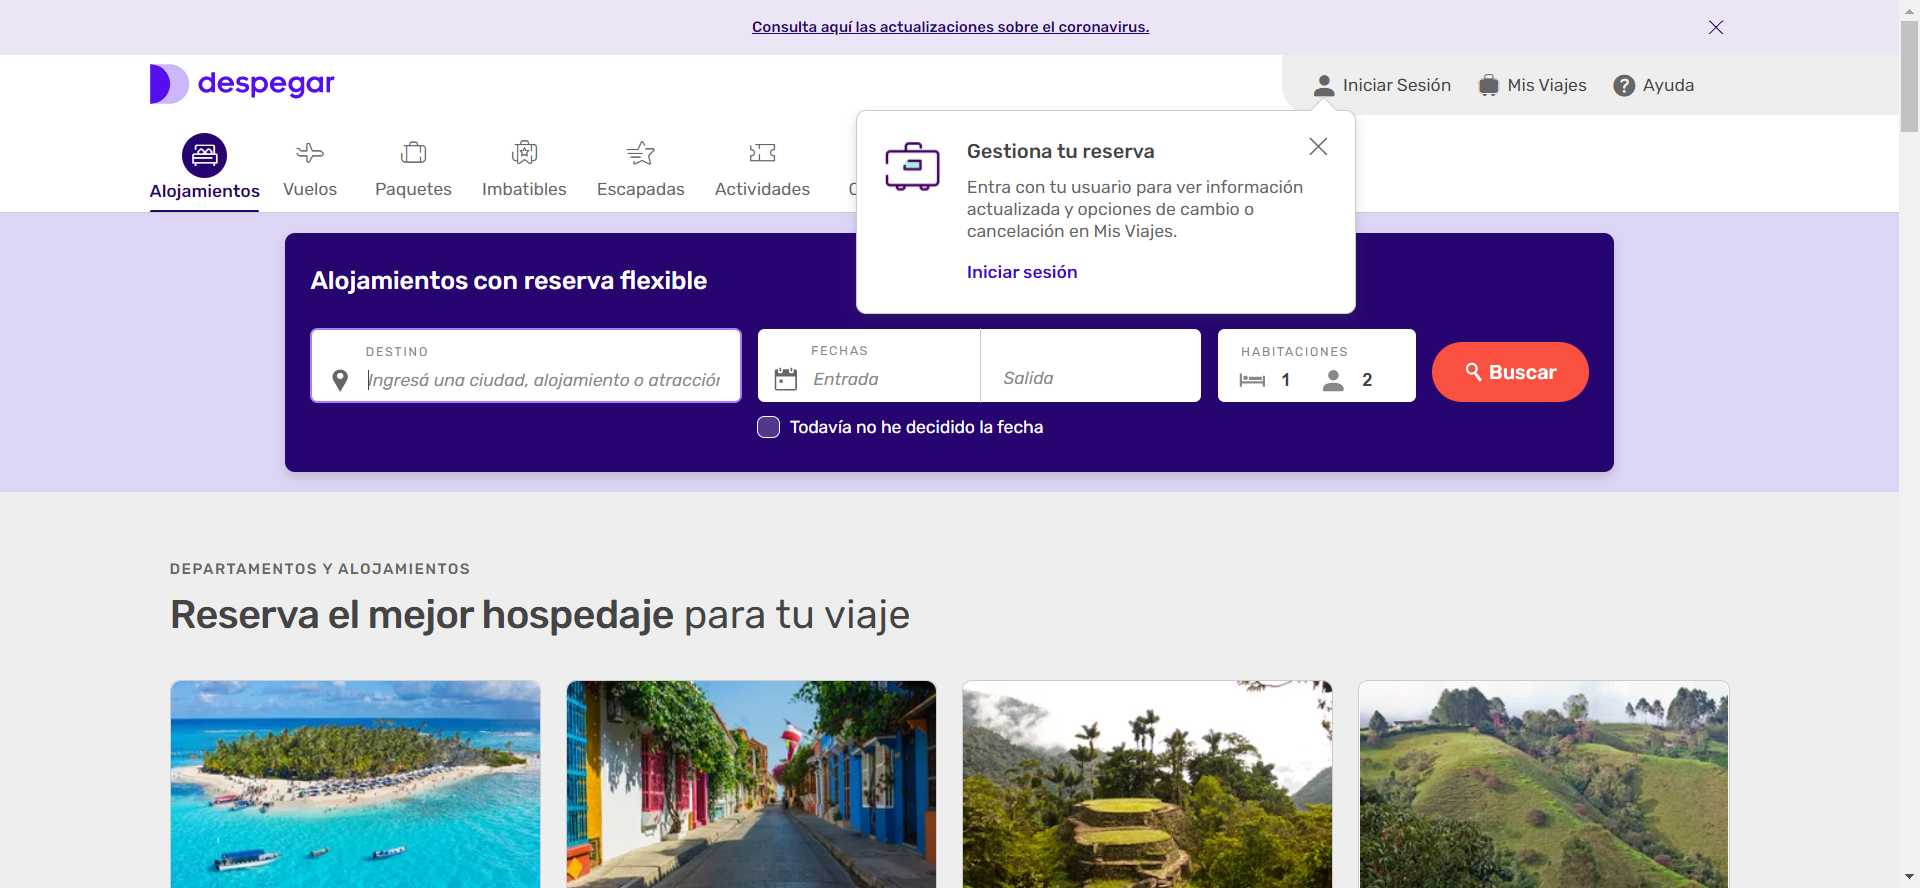 Consulta aquí las actualizaciones sobre el coronavirus.
despegar
Iniciar Sesión
Mis Viajes
? Ayuda
Alojamientos
Vuelos
Paquetes
Imbatibles
Escapadas
Actividades
Gestiona tu reserva
Entra con tu usuario para ver información
actualizada y opciones de cambio o
cancelación en Mis Viajes.
Iniciar sesión
Alojamientos con reserva flexible
DESTINO
Ingresá una ciudad, alojamiento o atracción
FECHAS
Entrada
Salida
HABITACIONES
1
2
Buscar
Todavía no he decidido la fecha
DEPARTAMENTOS Y ALOJAMIENTOS
Reserva el mejor hospedaje para tu viaje